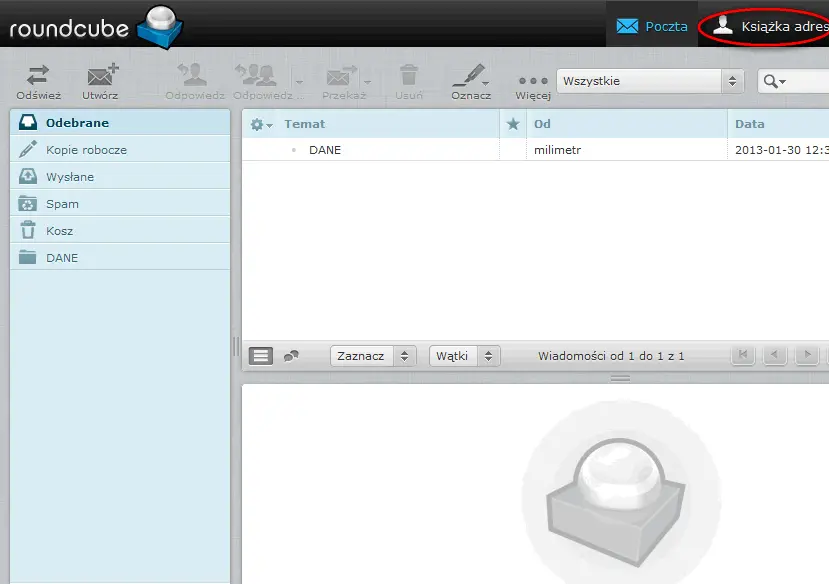 roundcube
Poczta
Książka adres
Odśwież Utwórz Odpowiedz Odpowiedz ... Przekaż Usuń Oznacz Więcej Wszystkie
Odebrane
Kopie robocze
Wysłane
Spam
Kosz
DANE
Temat Od Data
DANE milimetr 2013-01-30 12:3
Zaznacz Wątki Wiadomości od 1 do 1 z 1